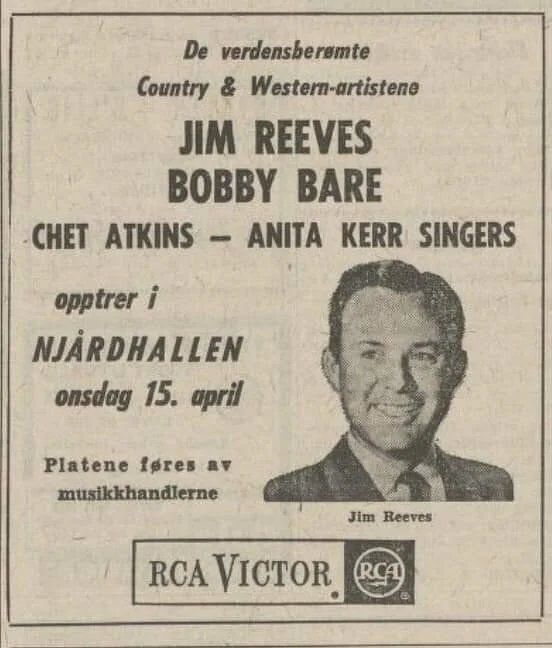 De verdensberømte
Country & Western-artistene
JIM REEVES
BOBBY BARE
CHET ATKINS — ANITA KERR SINGERS
opptrer i
NJÅRDHALLEN
onsdag 15. april
Platene føres av
musikkhandlerne
Jim Reeves
RCA VICTOR
RCA
®